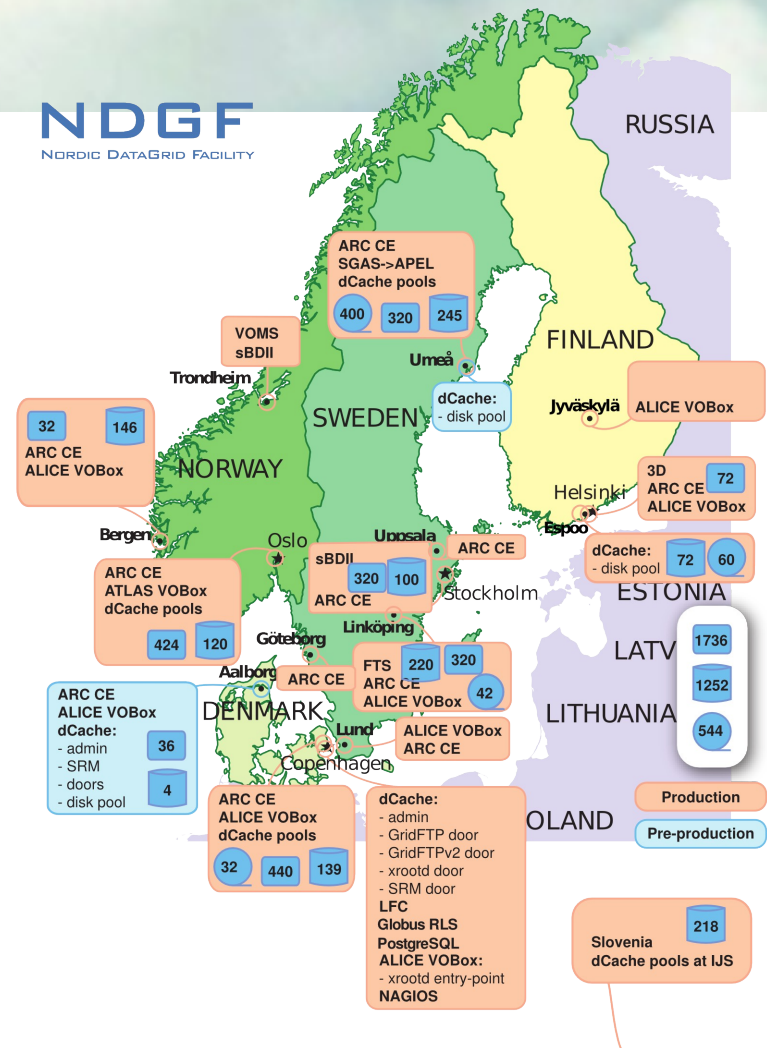 NDGF
NORDIC DATAGRID FACILITY
RUSSIA
ARC CE
SGAS->APEL
dCache pools
400
320
245
VOMS
sBDII
FINLAND
Umeå
Trondheim
dCache:
- disk pool
ALICE VOBox
Jyväskylä
SWEDEN
32
146
ARC CE
ALICE VOBox
NORWAY
3D
ARC CE
ALICE VOBox
72
Helsinki
Espoo
Bergen
Oslo
Uppsala
ARC CE
dCache:
- disk pool
72
60
sBDII
320
100
ARC CE
ARC CE
ATLAS VOBox
dCache pools
424
120
Stockholm
ESTONIA
Linköping
Göteborg
LATV
1736
1252
544
FTS
ARC CE
ALICE VOBox
220
320
42
Aalborg
ARC CE
ARC CE
ALICE VOBox
dCache:
- admin
- SRM
- doors
- disk pool
36
4
DENMARK
LITHUANIA
Lund
ALICE VOBox
ARC CE
Copenhagen
ARC CE
ALICE VOBox
dCache pools
32
440
139
dCache:
- admin
- GridFTP door
- GridFTPv2 door
- xrootd door
- SRM door
LFC
Globus RLS
PostgreSQL
ALICE VOBox:
- xrootd entry-point
NAGIOS
Production
OLAND
Pre-production
218
Slovenia
dCache pools at IJS